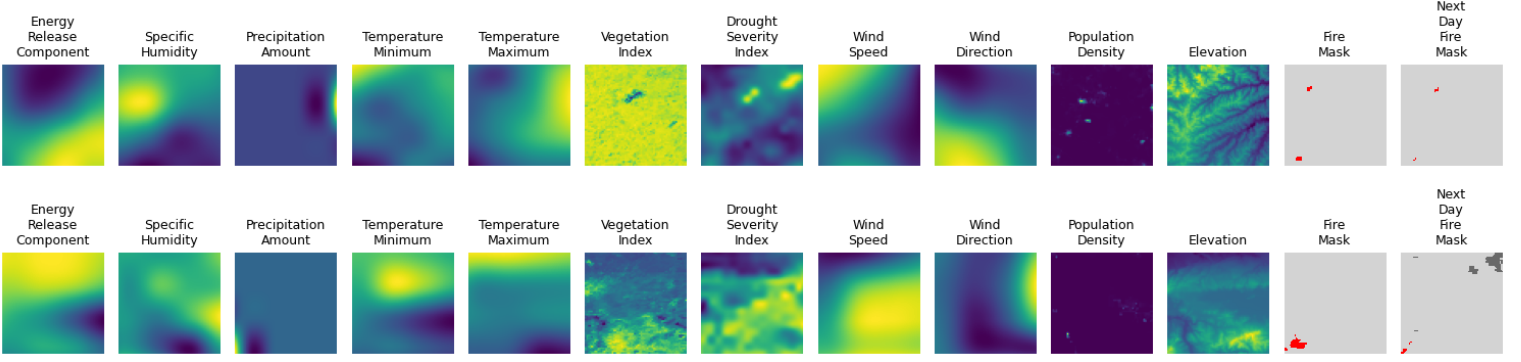 Energy
Release
Component
Specific
Humidity
Precipitation
Amount
Temperature
Minimum
Temperature
Maximum
Vegetation
Index
Drought
Severity
Index
Wind
Speed
Wind
Direction
Population
Density
Elevation
Fire
Mask
Next
Day
Fire
Mask
Energy
Release
Component
Specific
Humidity
Precipitation
Amount
Temperature
Minimum
Temperature
Maximum
Vegetation
Index
Drought
Severity
Index
Wind
Speed
Wind
Direction
Population
Density
Elevation
Fire
Mask
Next
Day
Fire
Mask